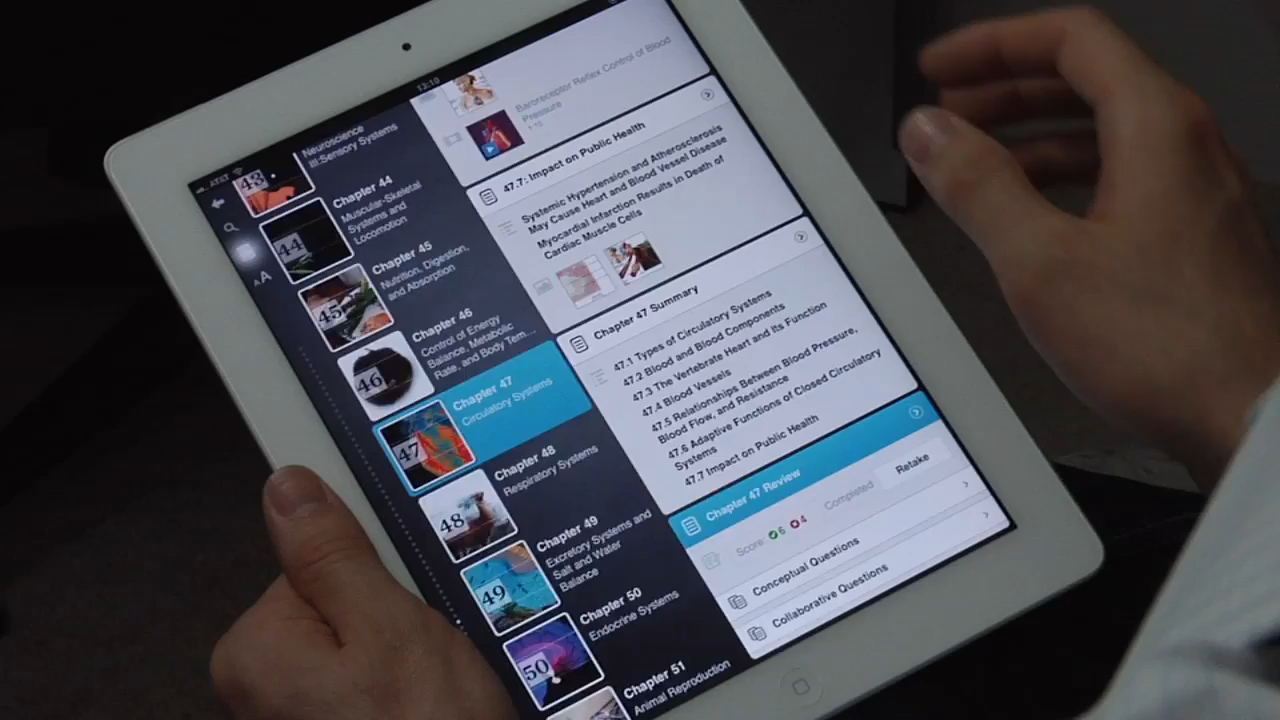 AT&T
12:10
43
Neuroscience
III:Sensory Systems
44
Chapter 44
Muscular-Skeletal
Systems and
Locomotion
45
Chapter 45
Nutrition, Digestion,
and Absorption
46
Chapter 46
Control of Energy
Balance, Metabolic
Rate, and Body Tem...
47
Chapter 47
Circulatory Systems
48
Chapter 48
Respiratory Systems
49
Chapter 49
Excretory Systems and
Salt and Water
Balance
50
Chapter 50
Endocrine Systems
Chapter 51
Animal Reproduction
AA
Baroreceptor Reflex Control of Blood
Pressure
47.7: Impact on Public Health
Systemic Hypertension and Atherosclerosis
May Cause Heart and Blood Vessel Disease
Myocardial Infarction Results in Death of
Cardiac Muscle Cells
Chapter 47 Summary
47.1 Types of Circulatory Systems
47.2 Blood and Blood Components
47.3 The Vertebrate Heart and Its Function
47.4 Blood Vessels
47.5 Relationships Between Blood Pressure,
Blood Flow, and Resistance
47.6 Adaptive Functions of Closed Circulatory
Systems
47.7 Impact on Public Health
Chapter 47 Review
Score: 6 4 Completed Retake
Conceptual Questions
Collaborative Questions